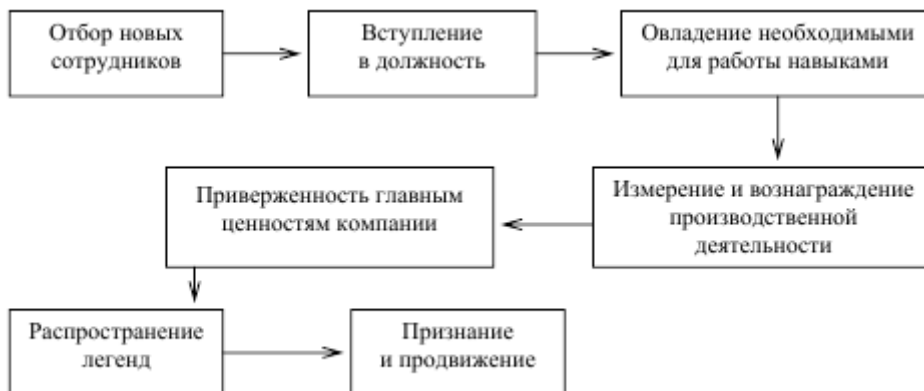 Отбор новых
сотрудников
Вступление
в должность
Овладение необходимыми
для работы навыками
Измерение и вознаграждение
производственной
деятельности
Приверженность главным
ценностям компании
Распространение
легенд
Признание
и продвижение